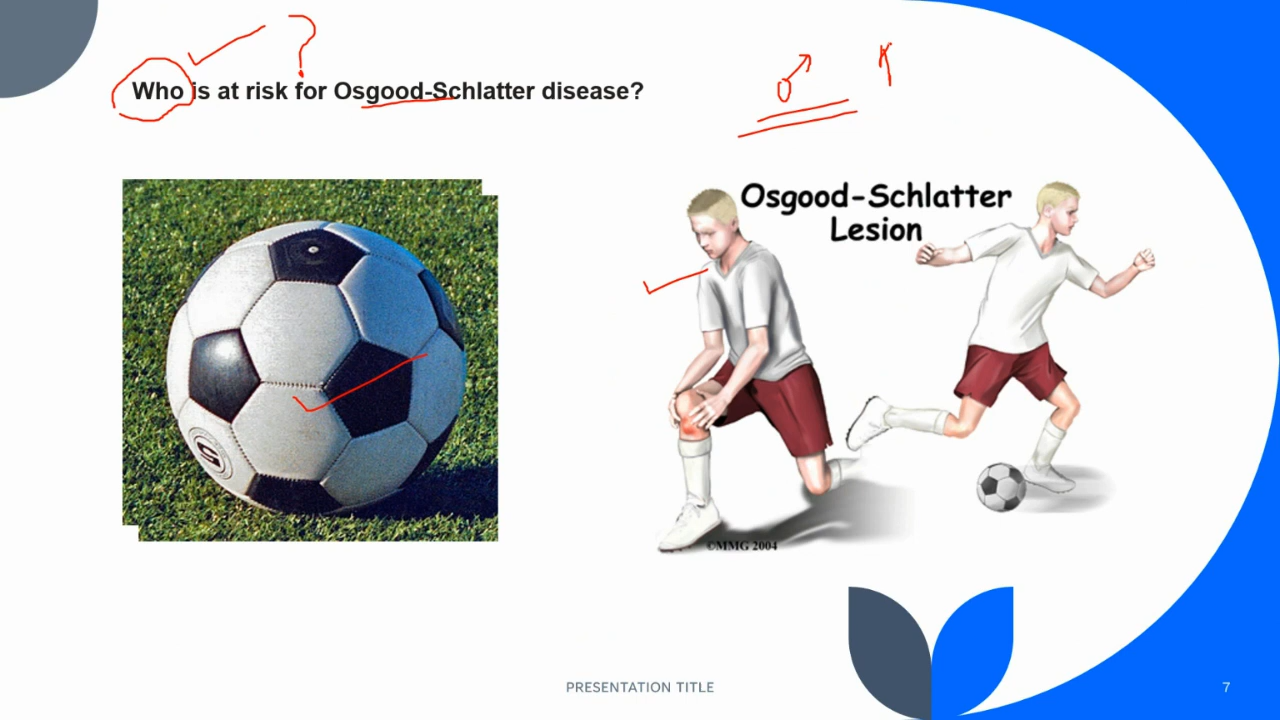 Who is at risk for Osgood-Schlatter disease?
?
♂ ↑
Osgood-Schlatter
Lesion
S
©MMG 2004
PRESENTATION TITLE
7